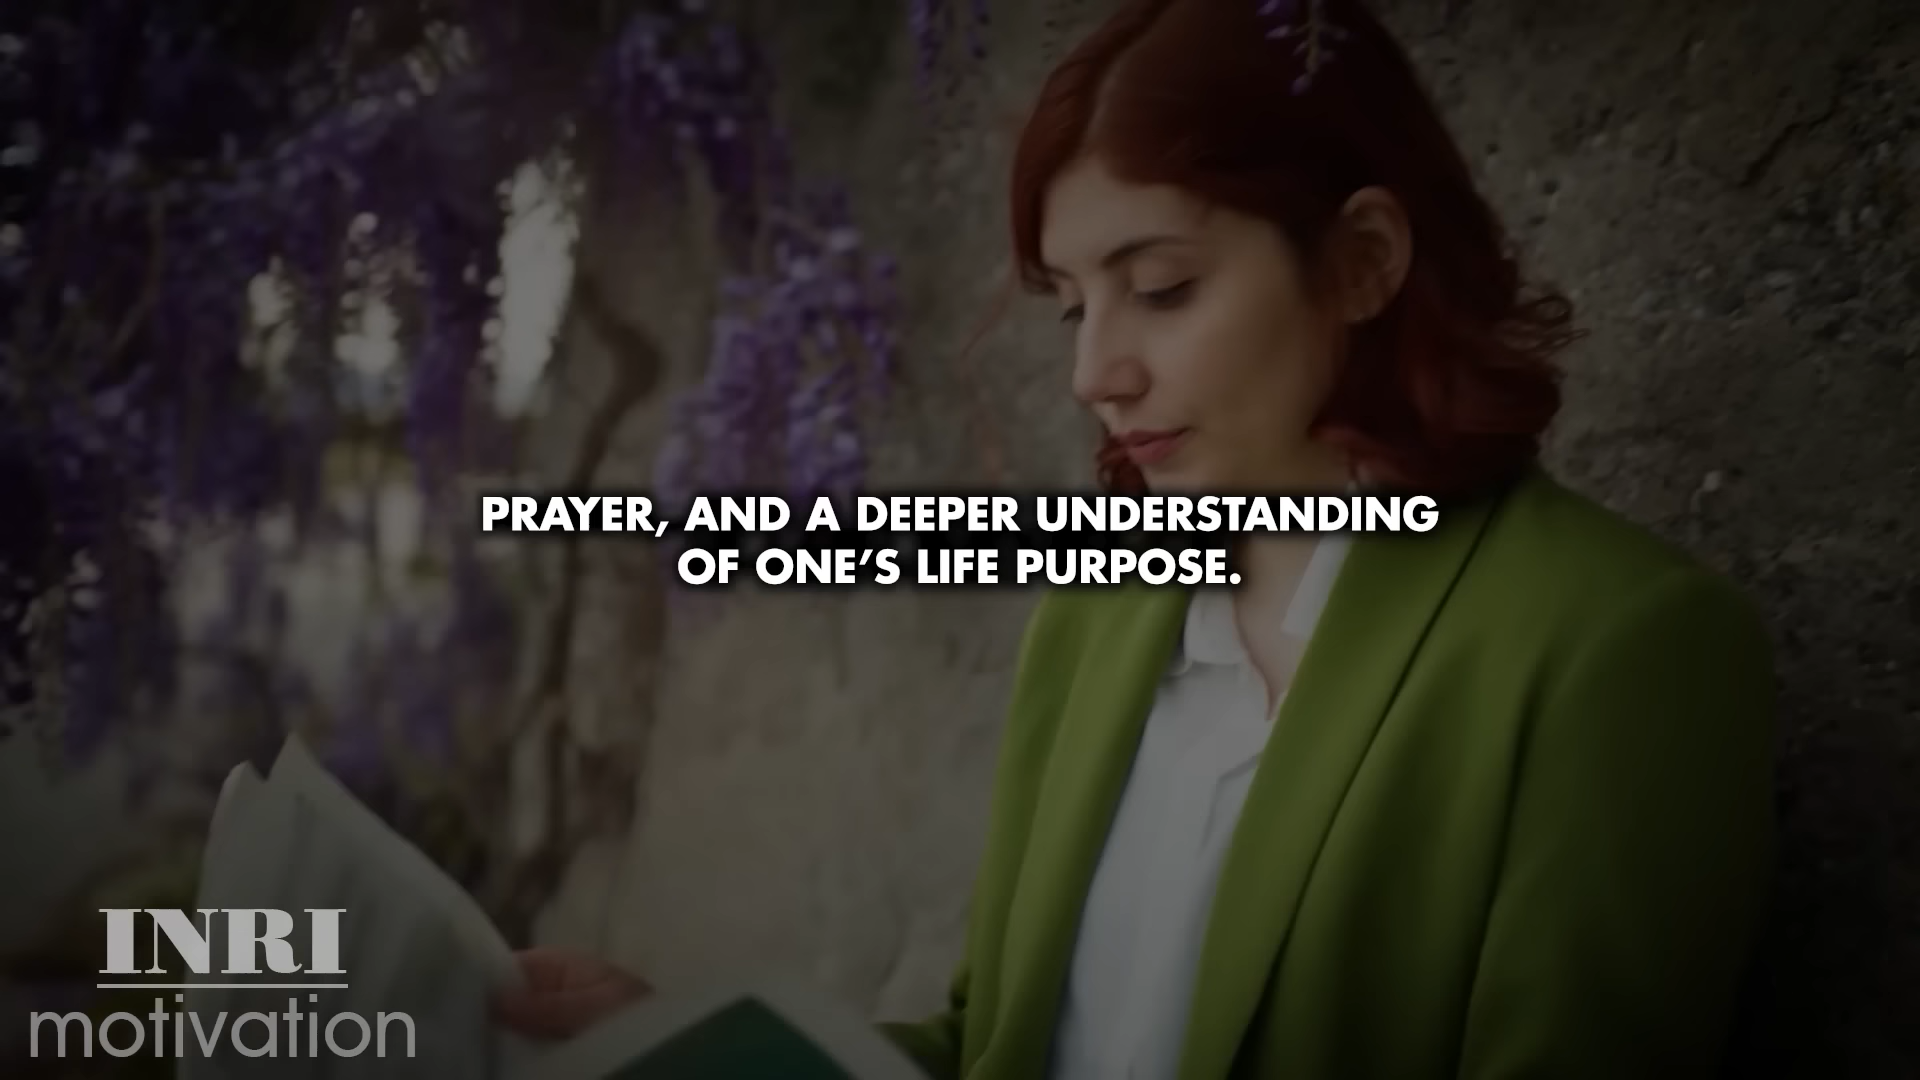 PRAYER, AND A DEEPER UNDERSTANDING
OF ONE’S LIFE PURPOSE.
INRI
motivation